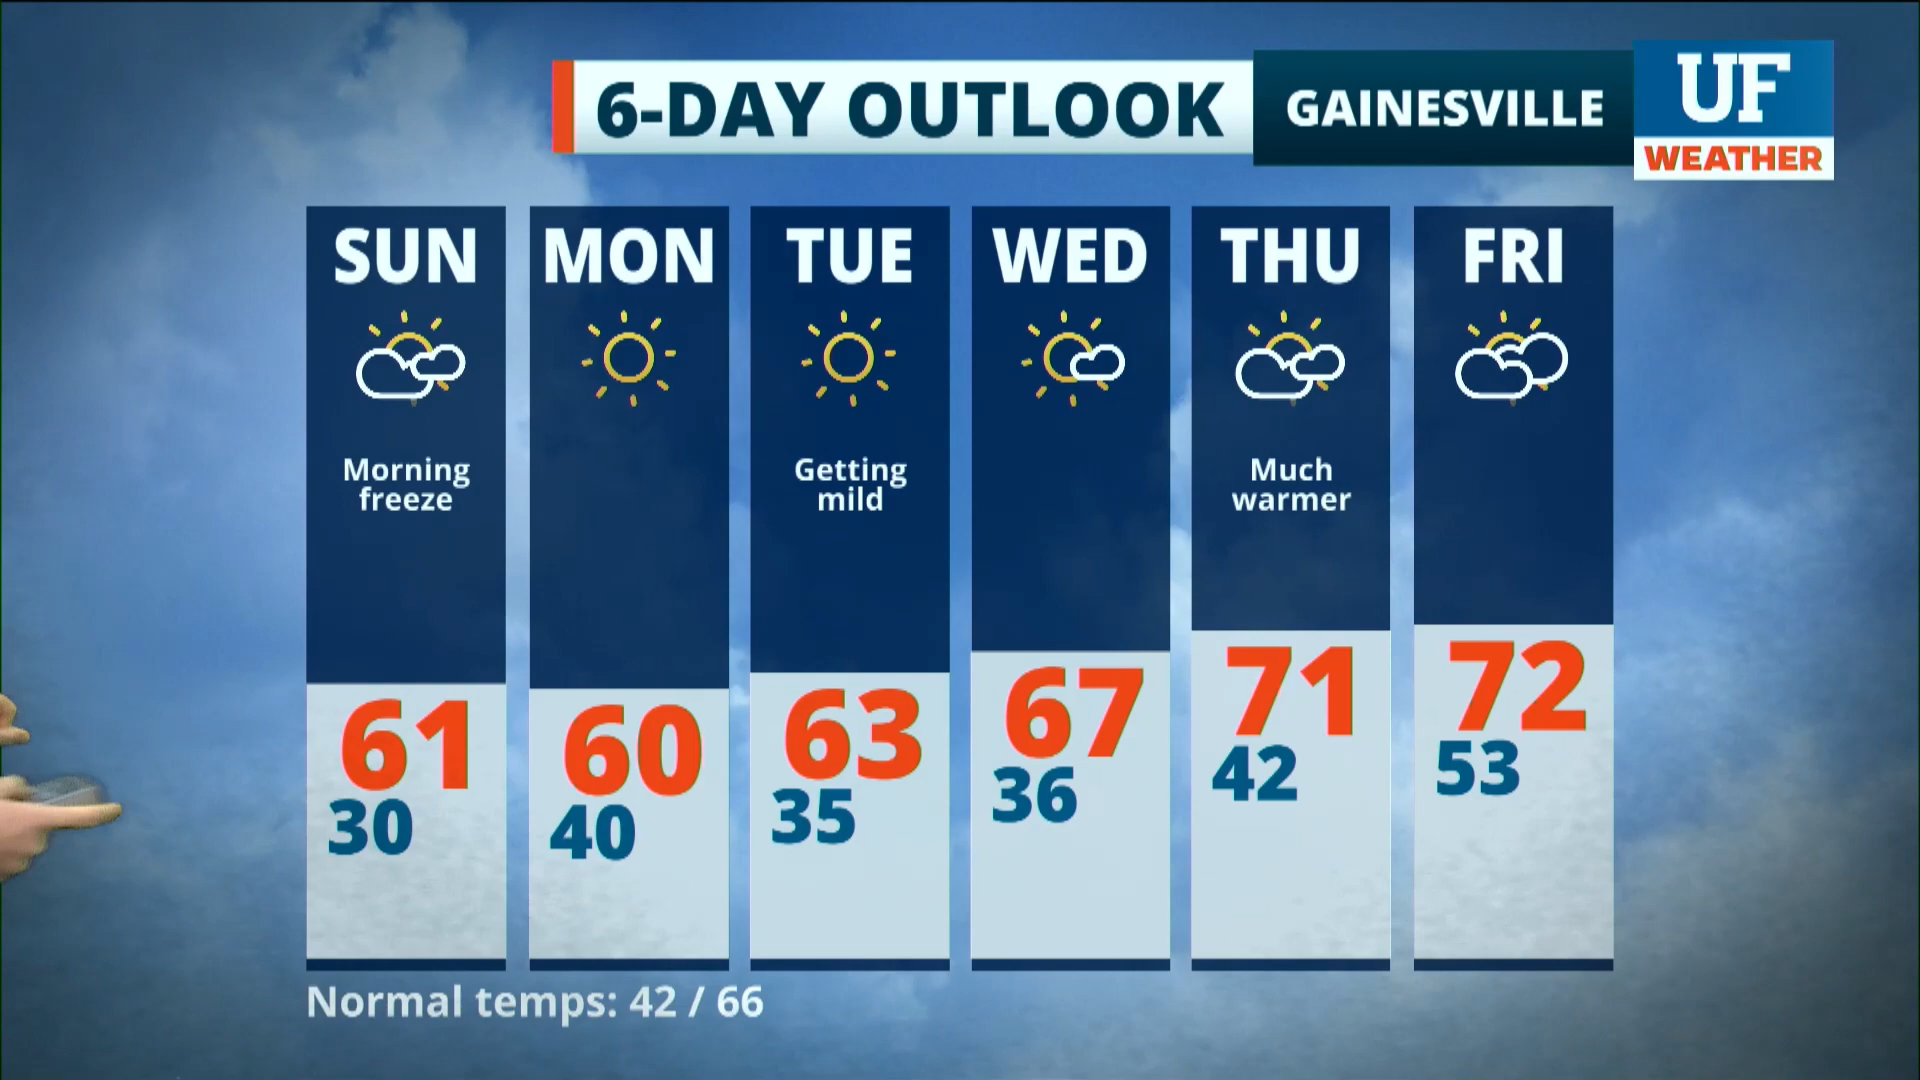 6-DAY OUTLOOK
GAINESVILLE
UF
WEATHER
SUN
MON
TUE
WED
THU
FRI
Morning
freeze
Getting
mild
Much
warmer
61
30
60
40
63
35
67
36
71
42
72
53
Normal temps: 42 / 66